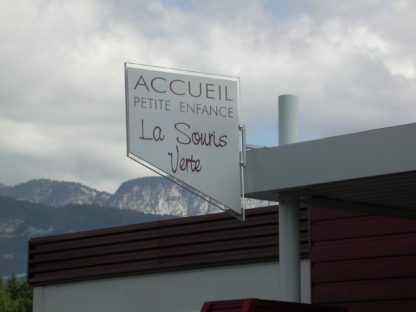 ACCUEIL
PETITE ENFANCE
La Souris
Verte